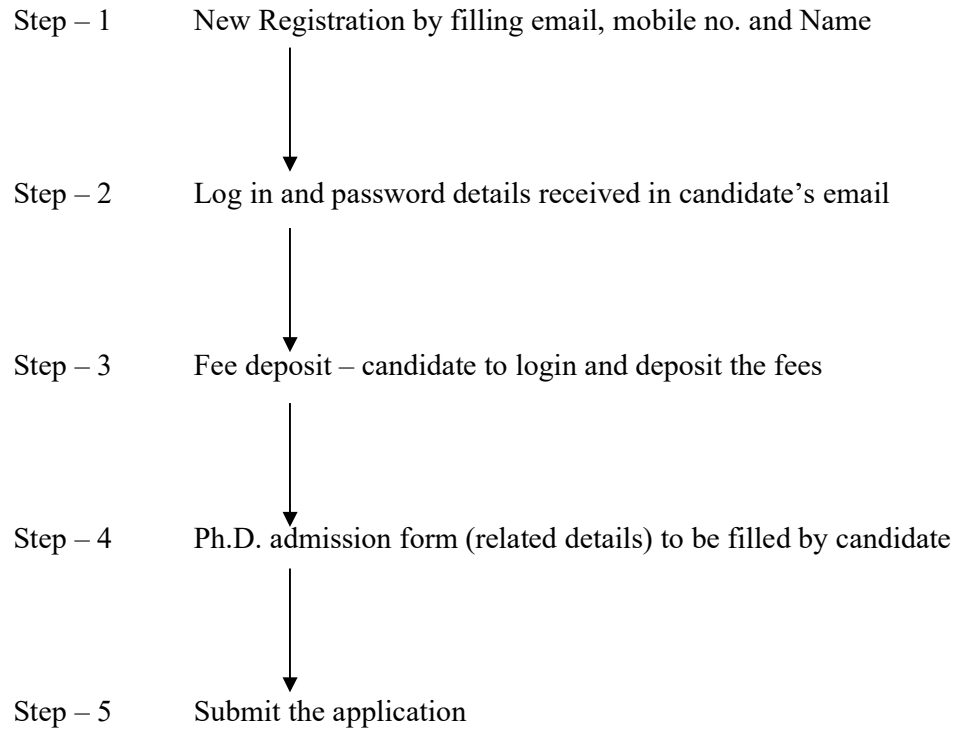 Step – 1 New Registration by filling email, mobile no. and Name
Step – 2 Log in and password details received in candidate’s email
Step – 3 Fee deposit – candidate to login and deposit the fees
Step – 4 Ph.D. admission form (related details) to be filled by candidate
Step – 5 Submit the application